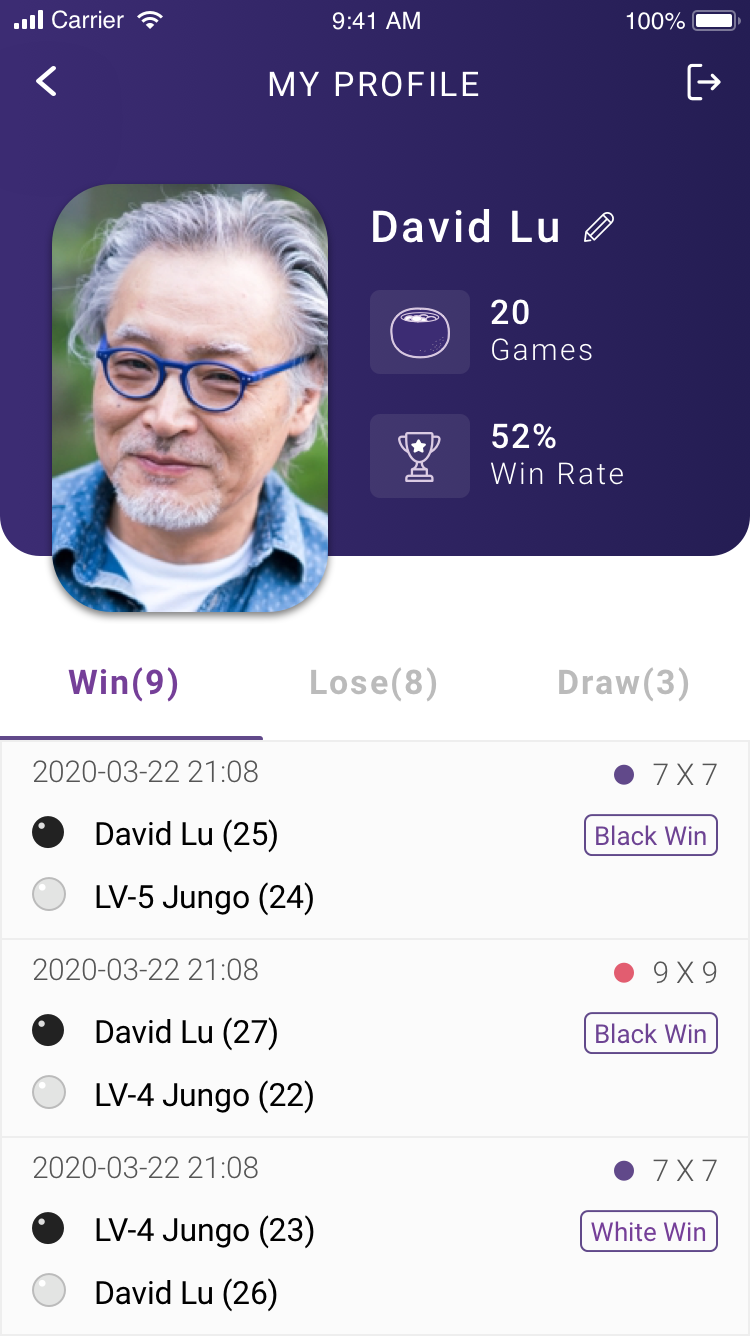 Carrier 9:41 AM 100%
MY PROFILE
David Lu
20
Games
52%
Win Rate
Win(9) Lose(8) Draw(3)
2020-03-22 21:08 7 X 7
David Lu (25) Black Win
LV-5 Jungo (24)
2020-03-22 21:08 9 X 9
David Lu (27) Black Win
LV-4 Jungo (22)
2020-03-22 21:08 7 X 7
LV-4 Jungo (23) White Win
David Lu (26)